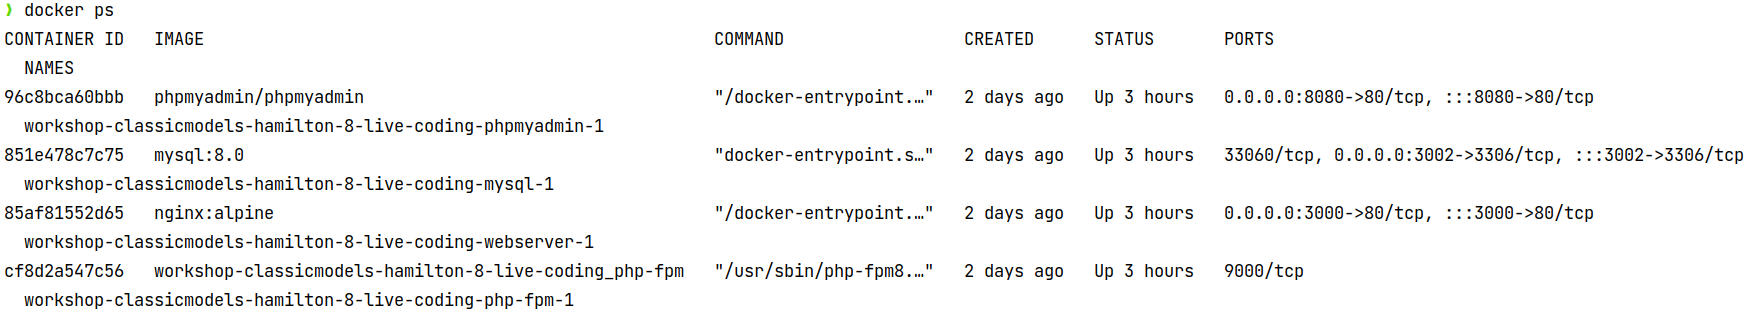 ❯ docker ps
CONTAINER ID   IMAGE                                                   COMMAND                  CREATED      STATUS       PORTS
  NAMES
96c8bca60bbb   phpmyadmin/phpmyadmin                                   "/docker-entrypoint.…"   2 days ago   Up 3 hours   0.0.0.0:8080->80/tcp, :::8080->80/tcp
  workshop-classicmodels-hamilton-8-live-coding-phpmyadmin-1
851e478c7c75   mysql:8.0                                               "docker-entrypoint.s…"   2 days ago   Up 3 hours   33060/tcp, 0.0.0.0:3002->3306/tcp, :::3002->3306/tcp
  workshop-classicmodels-hamilton-8-live-coding-mysql-1
85af81552d65   nginx:alpine                                            "/docker-entrypoint.…"   2 days ago   Up 3 hours   0.0.0.0:3000->80/tcp, :::3000->80/tcp
  workshop-classicmodels-hamilton-8-live-coding-webserver-1
cf8d2a547c56   workshop-classicmodels-hamilton-8-live-coding_php-fpm   "/usr/sbin/php-fpm8.…"   2 days ago   Up 3 hours   9000/tcp
  workshop-classicmodels-hamilton-8-live-coding-php-fpm-1